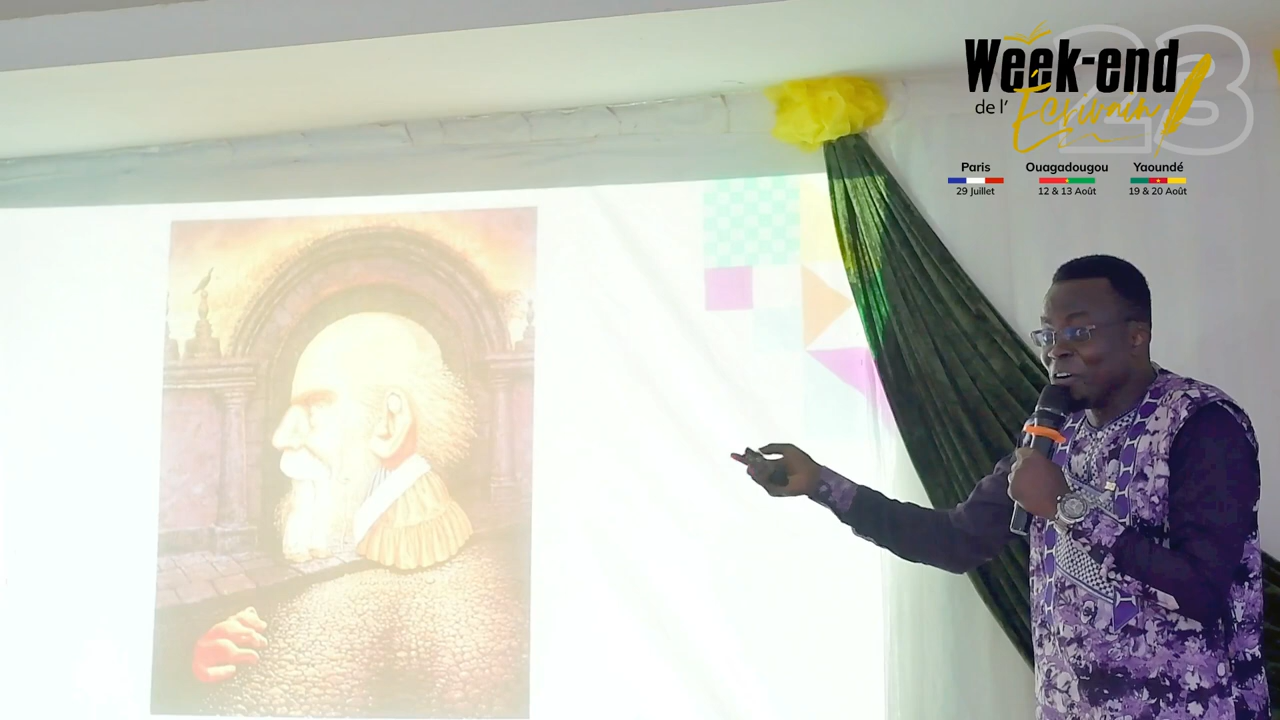 23
Week-end
de l' Écrivain
Paris
Ouagadougou
Yaoundé
29 Juillet
12 & 13 Août
19 & 20 Août